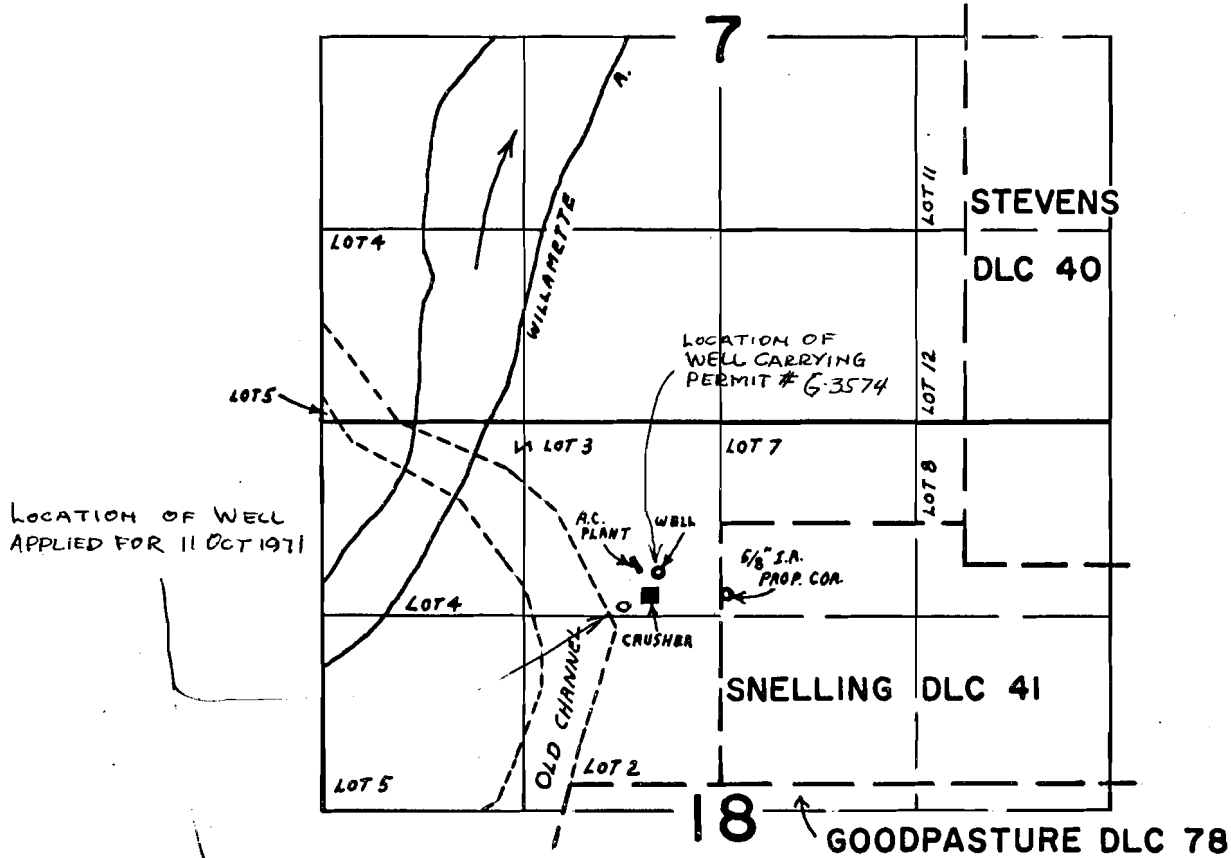 7
R.
LOT 11
STEVENS
LOT 4
DLC 40
WILLAMETTE
LOCATION OF
WELL CARRYING
PERMIT # G-3574
LOT 12
LOT 5
LOT 3
LOT 7
LOT 8
LOCATION OF WELL
APPLIED FOR 11 OCT 1971
A.C.
PLANT
WELL
5/8" I.R.
PROP. COR.
LOT 4
CRUSHER
OLD CHANNEL
SNELLING DLC 41
LOT 5
LOT 2
18
GOODPASTURE DLC 78